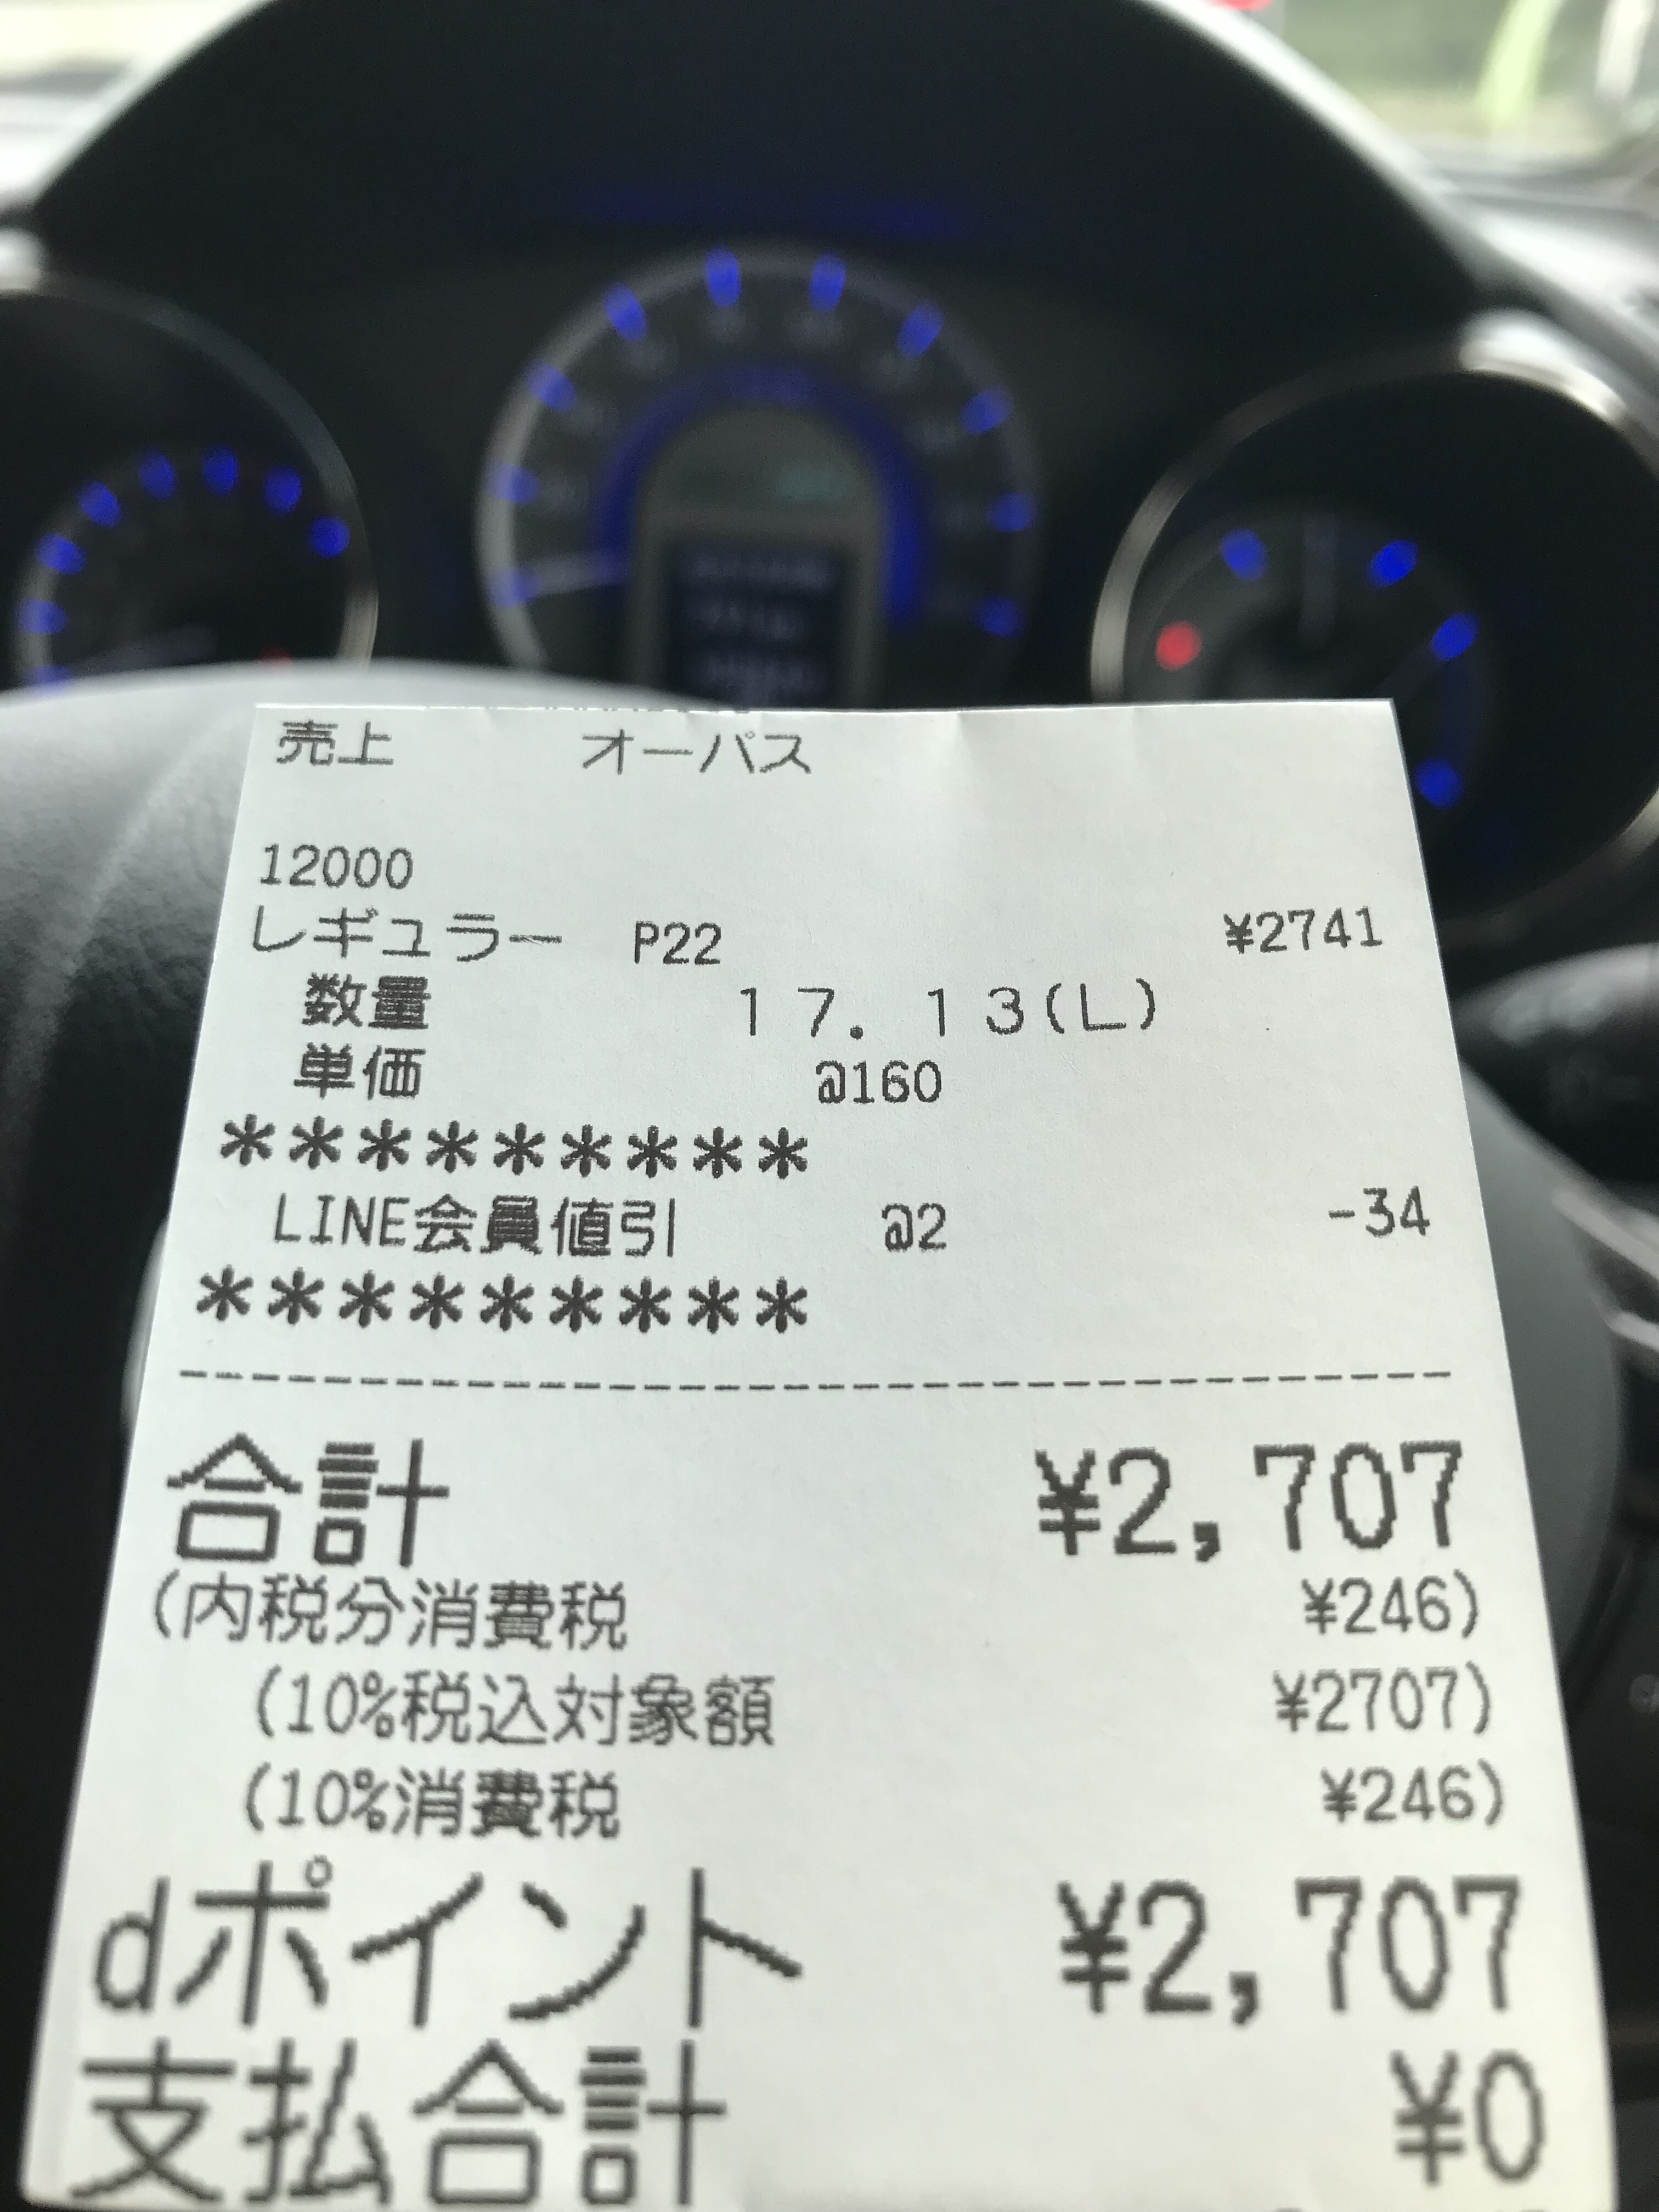 売上 オーパス
12000
レギュラー P22 ¥2741
数量 17.13(L)
単価 @160
*********
LINE会員値引 @2 -34
*********
------------------------------------
合計 ¥2,707
(内税分消費税 ¥246)
(10%税込対象額 ¥2707)
(10%消費税 ¥246)
dポイント ¥2,707
支払合計 ¥0